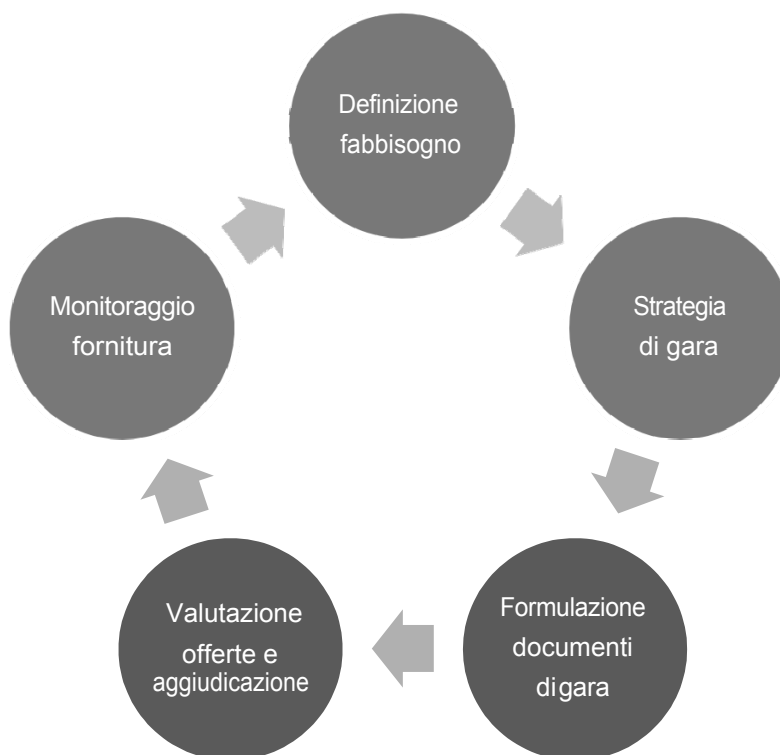 Definizione
fabbisogno
Strategia
di gara
Formulazione
documenti
di gara
Valutazione
offerte e
aggiudicazione
Monitoraggio
fornitura